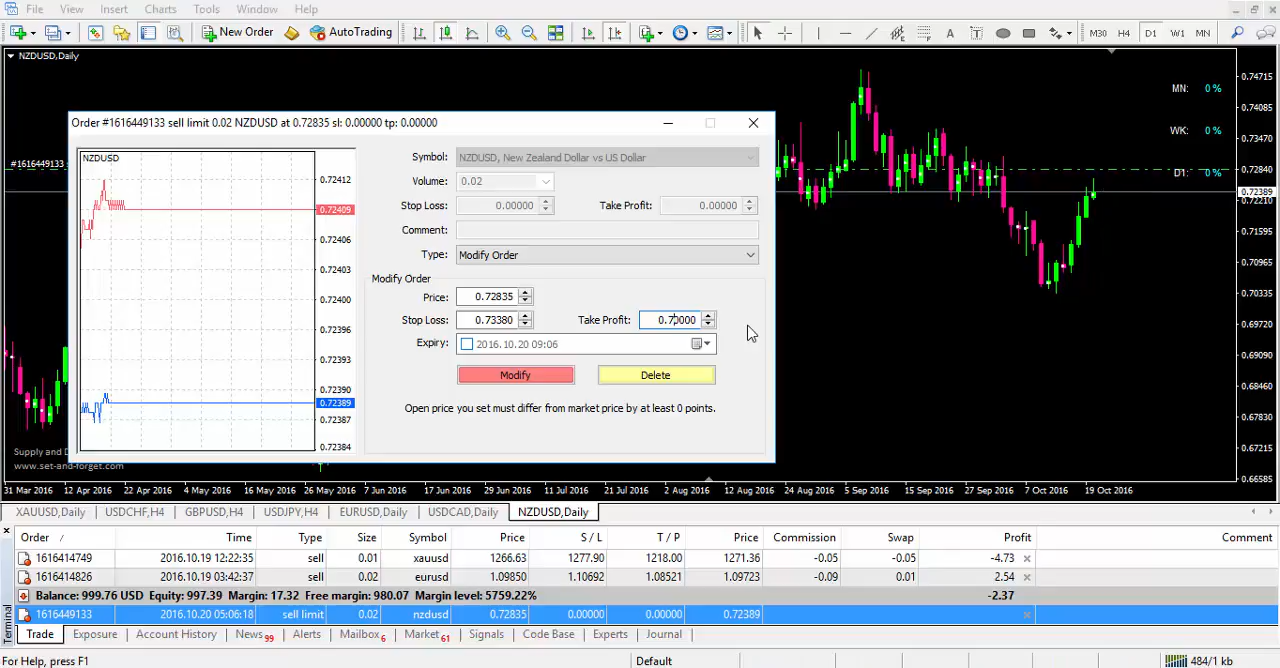 File View Insert Charts Tools Window Help
New Order AutoTrading M30 H4 D1 W1 MN
NZDUSD,Daily
0.74715
MN: 0 %
0.74085
WK: 0 %
0.73470
#1616449133 s
0.72840
D1: 0 %
0.72389
0.72210
0.71580
0.70965
0.70335
0.69720
0.69090
0.68460
0.67830
0.67215
0.66585
Order #1616449133: sell limit 0.02 NZDUSD at 0.72835 sl: 0.00000 tp: 0.00000
NZDUSD
0.72412
0.72409
0.72406
0.72403
0.72400
0.72396
0.72393
0.72390
0.72389
0.72387
0.72384
Symbol: NZDUSD, New Zealand Dollar vs US Dollar
Volume: 0.02
Stop Loss: 0.00000 Take Profit: 0.00000
Comment:
Type: Modify Order
Modify Order
Price: 0.72835
Stop Loss: 0.73380 Take Profit: 0.70000
Expiry: 2016.10.20 09:06
Modify Delete
Open price you set must differ from market price by at least 0 points.
Supply and D
www.set-and-forget.com
31 Mar 2016 12 Apr 2016 22 Apr 2016 4 May 2016 16 May 2016 26 May 2016 7 Jun 2016 17 Jun 2016 29 Jun 2016 11 Jul 2016 21 Jul 2016 2 Aug 2016 12 Aug 2016 24 Aug 2016 5 Sep 2016 15 Sep 2016 27 Sep 2016 7 Oct 2016 19 Oct 2016
XAUUSD,Daily USDCHF,H4 GBPUSD,H4 USDJPY,H4 EURUSD,Daily USDCAD,Daily NZDUSD,Daily
Order / Time Type Size Symbol Price S / L T / P Price Commission Swap Profit Comment
1616414749 2016.10.19 12:22:35 sell 0.01 xauusd 1266.63 1277.90 1218.00 1271.36 -0.05 -0.05 -4.73
1616414826 2016.10.19 03:42:37 sell 0.02 eurusd 1.09850 1.10692 1.08521 1.09723 -0.09 0.01 2.54
Balance: 999.76 USD Equity: 997.39 Margin: 17.32 Free margin: 980.07 Margin level: 5759.22% -2.37
1616449133 2016.10.20 05:06:18 sell limit 0.02 nzdusd 0.72835 0.00000 0.00000 0.72389
Terminal
Trade Exposure Account History News 99 Alerts Mailbox 6 Market 61 Signals Code Base Experts Journal
For Help, press F1 Default 484/1 kb